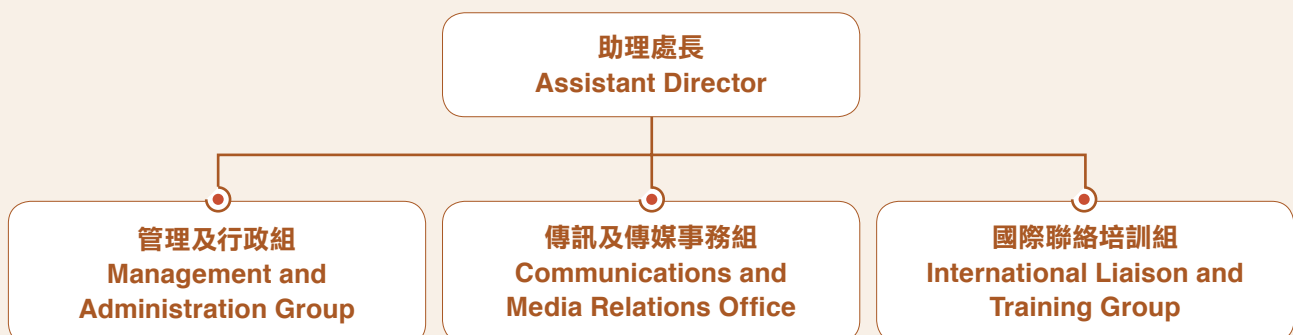 助理處長
Assistant Director
管理及行政組
Management and
Administration Group
傳訊及傳媒事務組
Communications and
Media Relations Office
國際聯絡培訓組
International Liaison and
Training Group